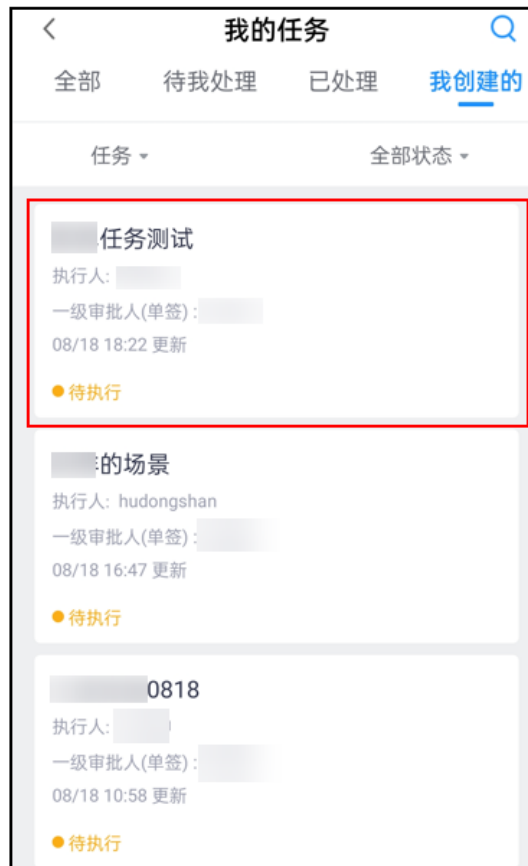 我的任务
全部 待我处理 已处理 我创建的
任务 全部状态
任务测试
执行人:
一级审批人(单签) :
08/18 18:22 更新
待执行
的场景
执行人: hudongshan
一级审批人(单签) :
08/18 16:47 更新
待执行
0818
执行人:
一级审批人(单签) :
08/18 10:58 更新
待执行